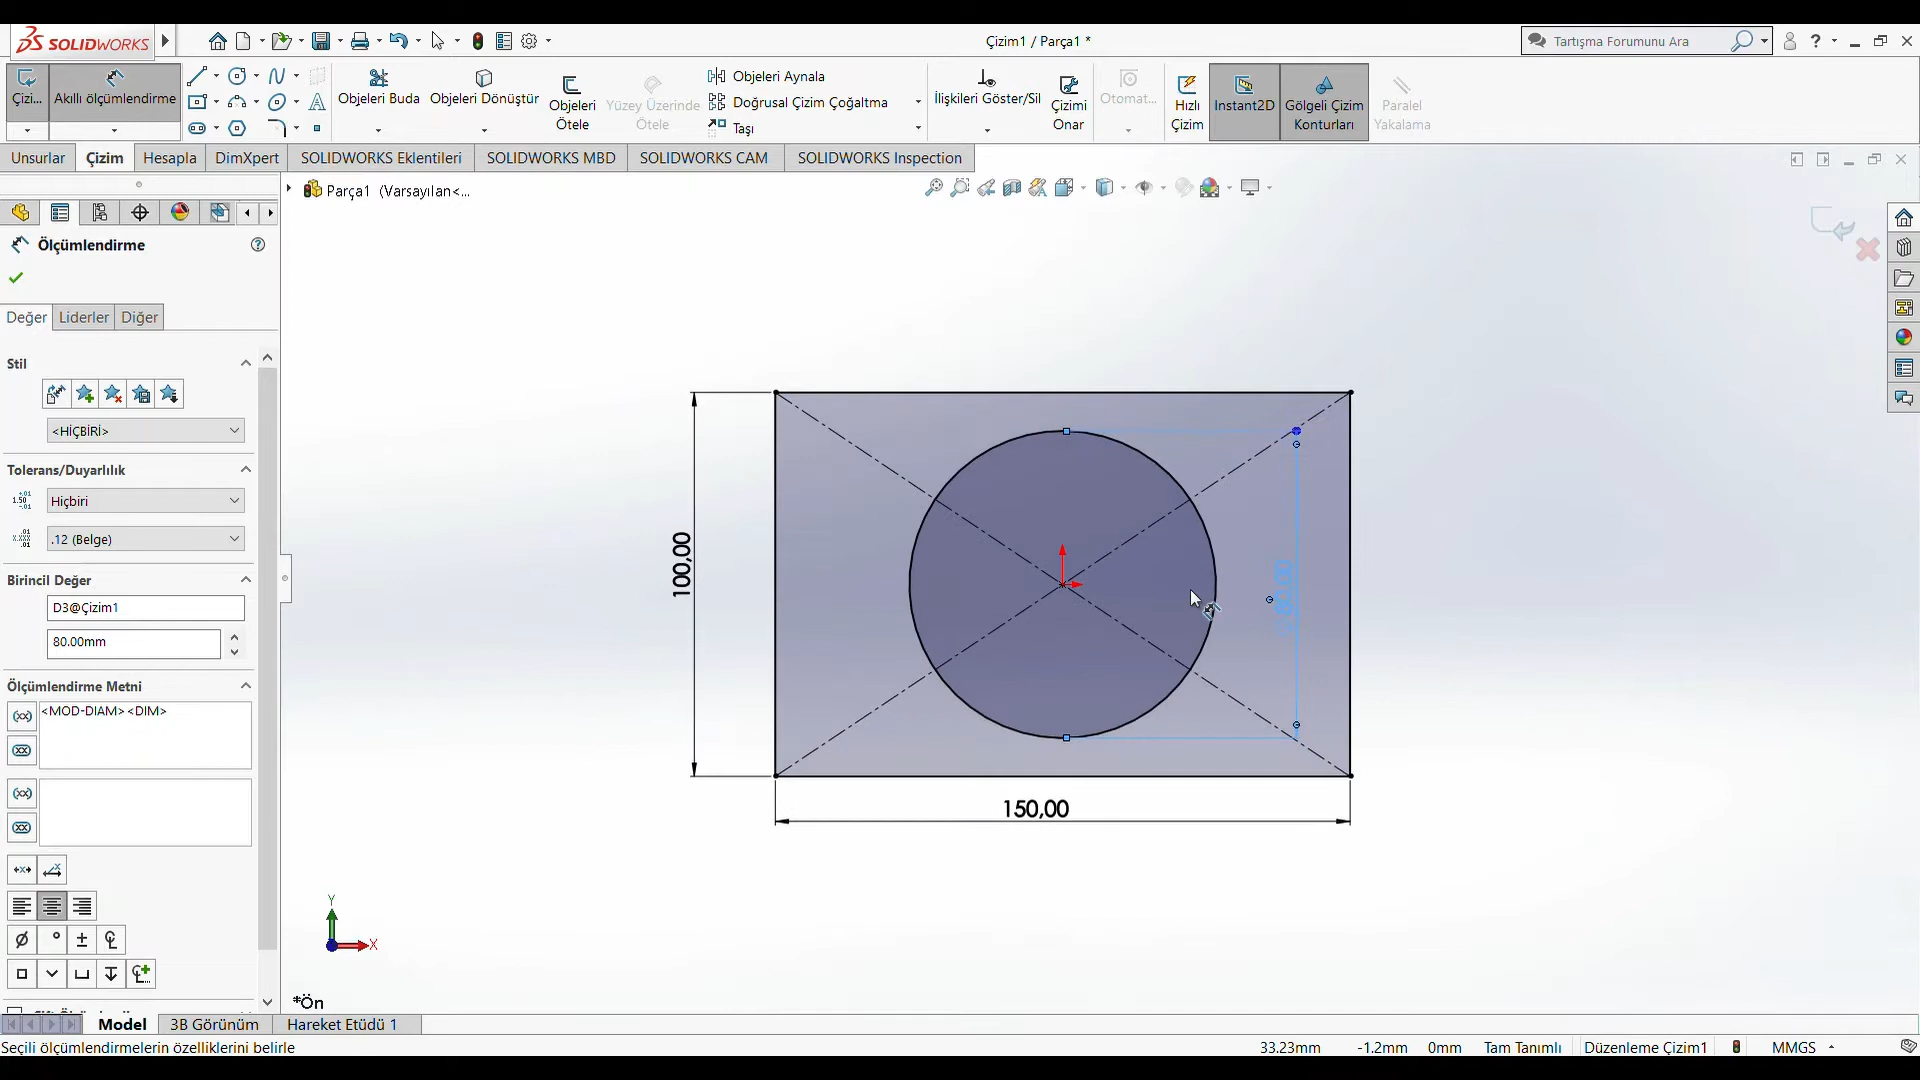 SOLIDWORKS
Çizim1 / Parça1 *
Tartışma Forumunu Ara
Çizi...
Akıllı ölçümlendirme
Objeleri Buda
Objeleri Dönüştür
Objeleri Ötele
Yüzey Üzerinde Ötele
Objeleri Aynala
Doğrusal Çizim Çoğaltma
Taşı
İlişkileri Göster/Sil
Çizimi Onar
Otomat...
Hızlı Çizim
Instant2D
Gölgeli Çizim Konturları
Paralel Yakalama
Unsurlar
Çizim
Hesapla
DimXpert
SOLIDWORKS Eklentileri
SOLIDWORKS MBD
SOLIDWORKS CAM
SOLIDWORKS Inspection
Parça1 (Varsayılan<...
Ölçümlendirme
Değer
Liderler
Diğer
Stil
<HİÇBİRİ>
Tolerans/Duyarlılık
Hiçbiri
.12 (Belge)
Birincil Değer
D3@Çizim1
80.00mm
Ölçümlendirme Metni
<MOD-DIAM><DIM>
100,00
80,00
150,00
Y
X
*Ön
Model
3B Görünüm
Hareket Etüdü 1
Seçili ölçümlendirmelerin özelliklerini belirle
33.23mm
-1.2mm
0mm
Tam Tanımlı
Düzenleme Çizim1
MMGS